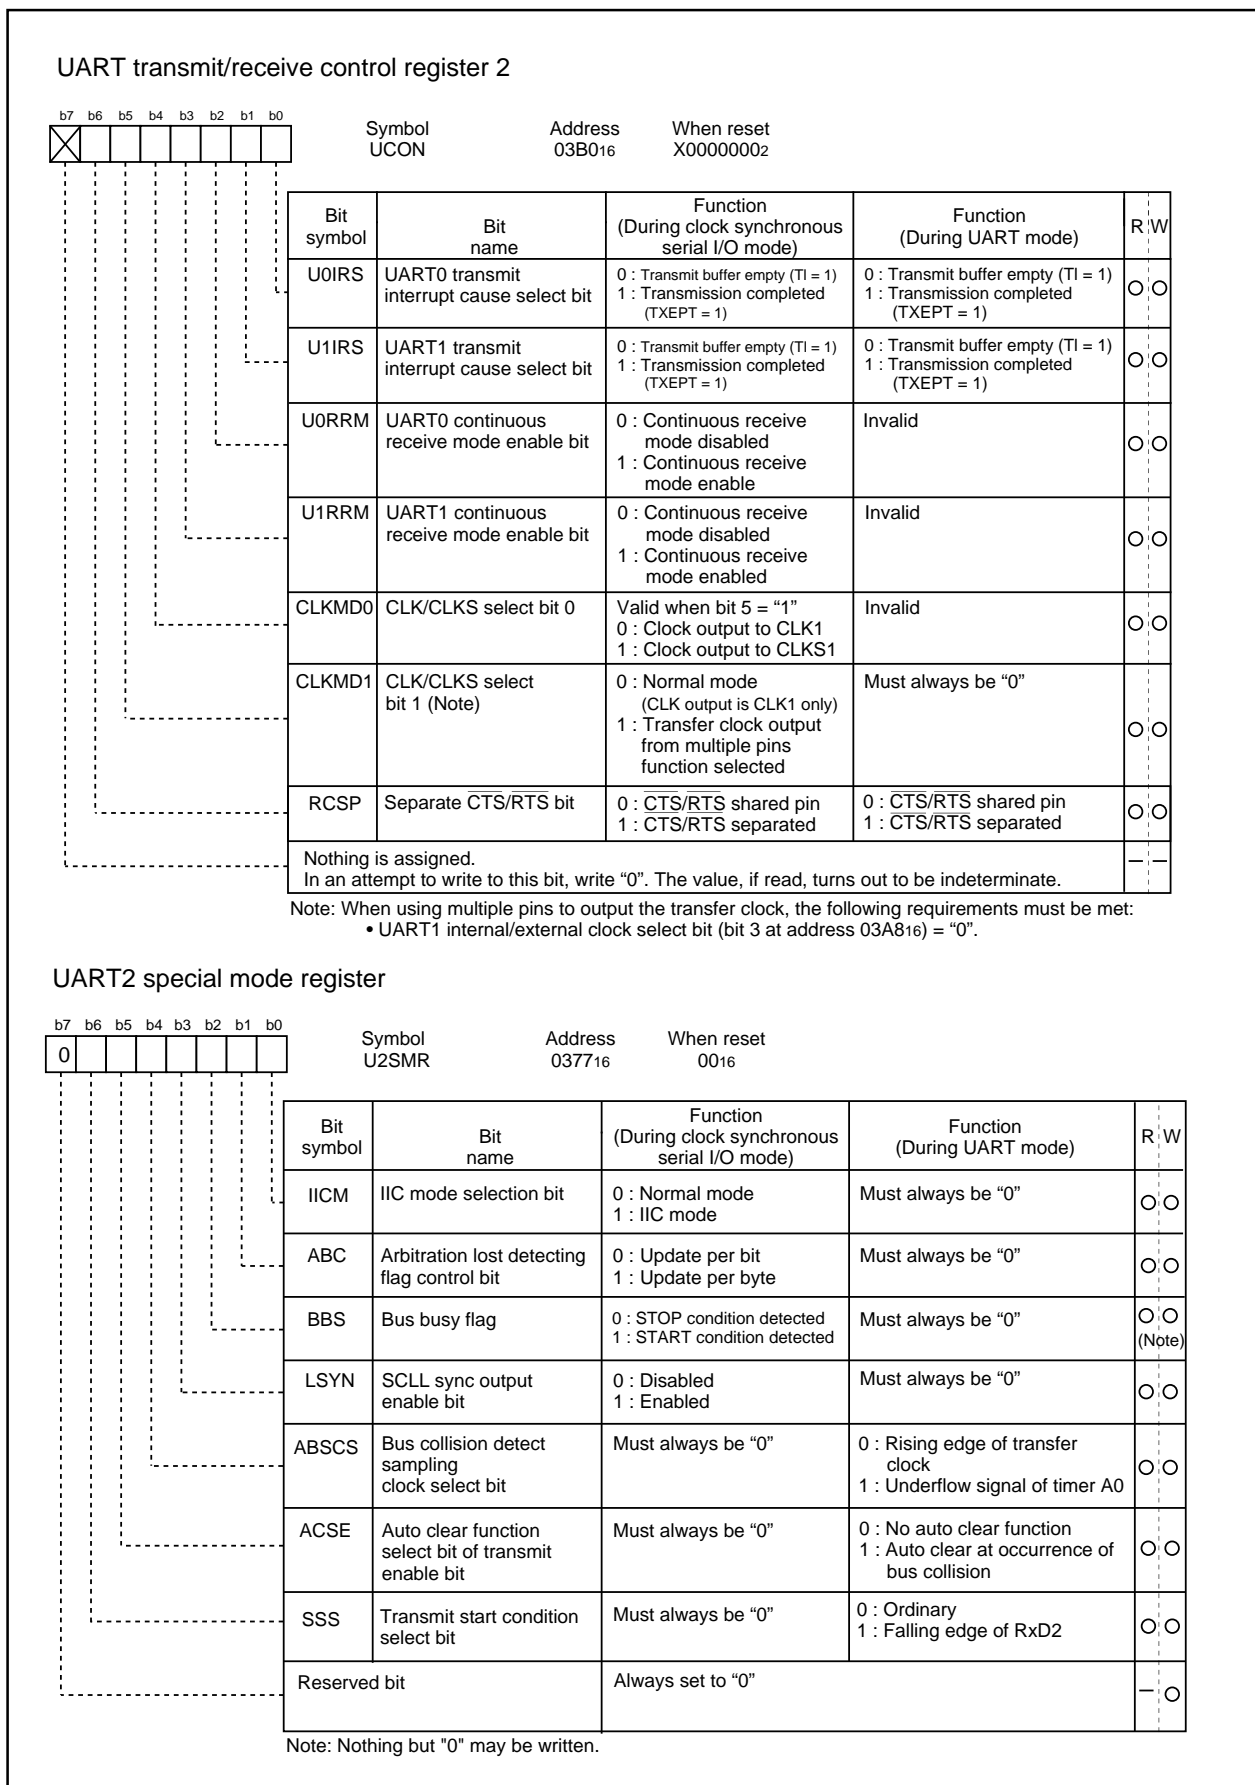 UART transmit/receive control register 2
b7 b6 b5 b4 b3 b2 b1 b0
Symbol Address When reset
UCON 03B016 X00000002
Bit symbol Bit name Function (During clock synchronous serial I/O mode) Function (During UART mode) R W
U0IRS UART0 transmit interrupt cause select bit 0 : Transmit buffer empty (TI = 1) 1 : Transmission completed (TXEPT = 1) 0 : Transmit buffer empty (TI = 1) 1 : Transmission completed (TXEPT = 1)
U1IRS UART1 transmit interrupt cause select bit 0 : Transmit buffer empty (TI = 1) 1 : Transmission completed (TXEPT = 1) 0 : Transmit buffer empty (TI = 1) 1 : Transmission completed (TXEPT = 1)
U0RRM UART0 continuous receive mode enable bit 0 : Continuous receive mode disabled 1 : Continuous receive mode enable Invalid
U1RRM UART1 continuous receive mode enable bit 0 : Continuous receive mode disabled 1 : Continuous receive mode enabled Invalid
CLKMD0 CLK/CLKS select bit 0 Valid when bit 5 = “1” 0 : Clock output to CLK1 1 : Clock output to CLKS1 Invalid
CLKMD1 CLK/CLKS select bit 1 (Note) 0 : Normal mode (CLK output is CLK1 only) 1 : Transfer clock output from multiple pins function selected Must always be “0”
RCSP Separate CTS/RTS bit 0 : CTS/RTS shared pin 1 : CTS/RTS separated 0 : CTS/RTS shared pin 1 : CTS/RTS separated
Nothing is assigned.
In an attempt to write to this bit, write “0”. The value, if read, turns out to be indeterminate.
Note: When using multiple pins to output the transfer clock, the following requirements must be met:
• UART1 internal/external clock select bit (bit 3 at address 03A816) = “0”.
UART2 special mode register
b7 b6 b5 b4 b3 b2 b1 b0
0
Symbol Address When reset
U2SMR 037716 0016
Bit symbol Bit name Function (During clock synchronous serial I/O mode) Function (During UART mode) R W
IICM IIC mode selection bit 0 : Normal mode 1 : IIC mode Must always be “0”
ABC Arbitration lost detecting flag control bit 0 : Update per bit 1 : Update per byte Must always be “0”
BBS Bus busy flag 0 : STOP condition detected 1 : START condition detected Must always be “0” (Note)
LSYN SCLL sync output enable bit 0 : Disabled 1 : Enabled Must always be “0”
ABSCS Bus collision detect sampling clock select bit Must always be “0” 0 : Rising edge of transfer clock 1 : Underflow signal of timer A0
ACSE Auto clear function select bit of transmit enable bit Must always be “0” 0 : No auto clear function 1 : Auto clear at occurrence of bus collision
SSS Transmit start condition select bit Must always be “0” 0 : Ordinary 1 : Falling edge of RxD2
Reserved bit Always set to “0”
Note: Nothing but "0" may be written.